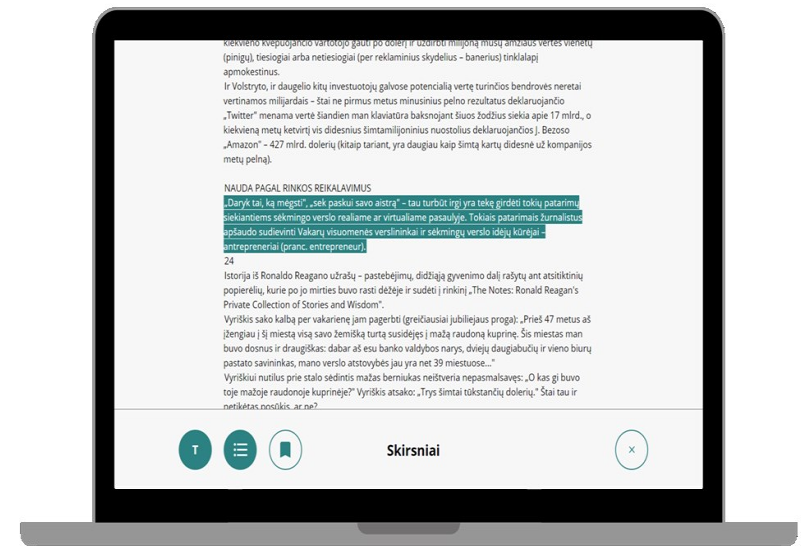 kiekvieno kvėpuojančio vartotojo gauti po dolerį ir uždirbti milijoną mūsų amžiaus vertės vienetų
(pinigų), tiesiogiai arba netiesiogiai (per reklaminius skydelius – banerius) tinklalapį
apmokestinus.
Ir Volstryto, ir daugelio kitų investuotojų galvose potencialią vertę turinčios bendrovės neretai
vertinamos milijardais – štai ne pirmus metus minusinius pelno rezultatus deklaruojančio
„Twitter" menama vertė šiandien man klaviatūra baksnojant šiuos žodžius siekia apie 17 mlrd., o
kiekvieną metų ketvirtį vis didesnius šimtamilijoninius nuostolius deklaruojančios J. Bezoso
„Amazon" – 427 mlrd. dolerių (kitaip tariant, yra daugiau kaip šimtą kartų didesnė už kompanijos
metų pelną).
NAUDA PAGAL RINKOS REIKALAVIMUS
„Daryk tai, ką mėgsti", „sek paskui savo aistrą" – tau turbūt irgi yra tekę girdėti tokių patarimų
siekiantiems sėkmingo verslo realiame ar virtualiame pasaulyje. Tokiais patarimais žurnalistus
apšaudo sudievinti Vakarų visuomenės verslininkai ir sėkmingų verslo idėjų kūrėjai –
antrepreneriai (pranc. entrepreneur).
24
Istorija iš Ronaldo Reagano užrašų – pastebėjimų, didžiąją gyvenimo dalį rašytų ant atsitiktinių
popierėlių, kurie po jo mirties buvo rasti dėžėje ir sudėti į rinkinį „The Notes: Ronald Reagan's
Private Collection of Stories and Wisdom".
Vyriškis sako kalbą per vakarienę jam pagerbti (greičiausiai jubiliejaus proga): „Prieš 47 metus aš
įžengiau į šį miestą visą savo žemišką turtą susidėjęs į mažą raudoną kuprinę. Šis miestas man
buvo dosnus ir draugiškas: dabar aš esu banko valdybos narys, dviejų daugiabučių ir vieno biurų
pastato savininkas, mano verslo atstovybės jau yra net 39 miestuose..."
Vyriškiui nutilus prie stalo sėdintis mažas berniukas neištveria nepasmalsavęs: „O kas gi buvo
toje mažoje raudonoje kuprinėje?" Vyriškis atsako: „Trys šimtai tūkstančių dolerių." Štai tau ir
netikėtas posūkis, ar ne?
T
Skirsniai
X